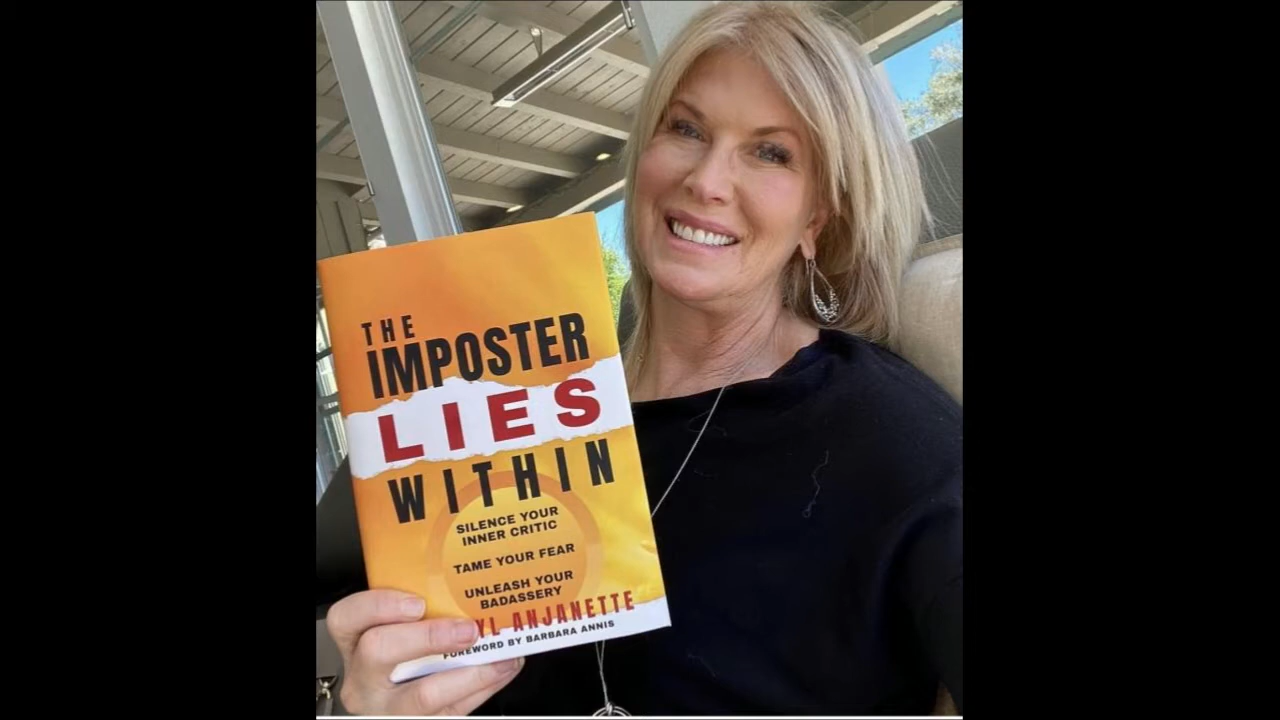 THE
IMPOSTER
LIES
WITHIN
SILENCE YOUR
INNER CRITIC
TAME YOUR FEAR
UNLEASH YOUR
BADASSERY
ANJANETTE
FOREWORD BY BARBARA ANNIS